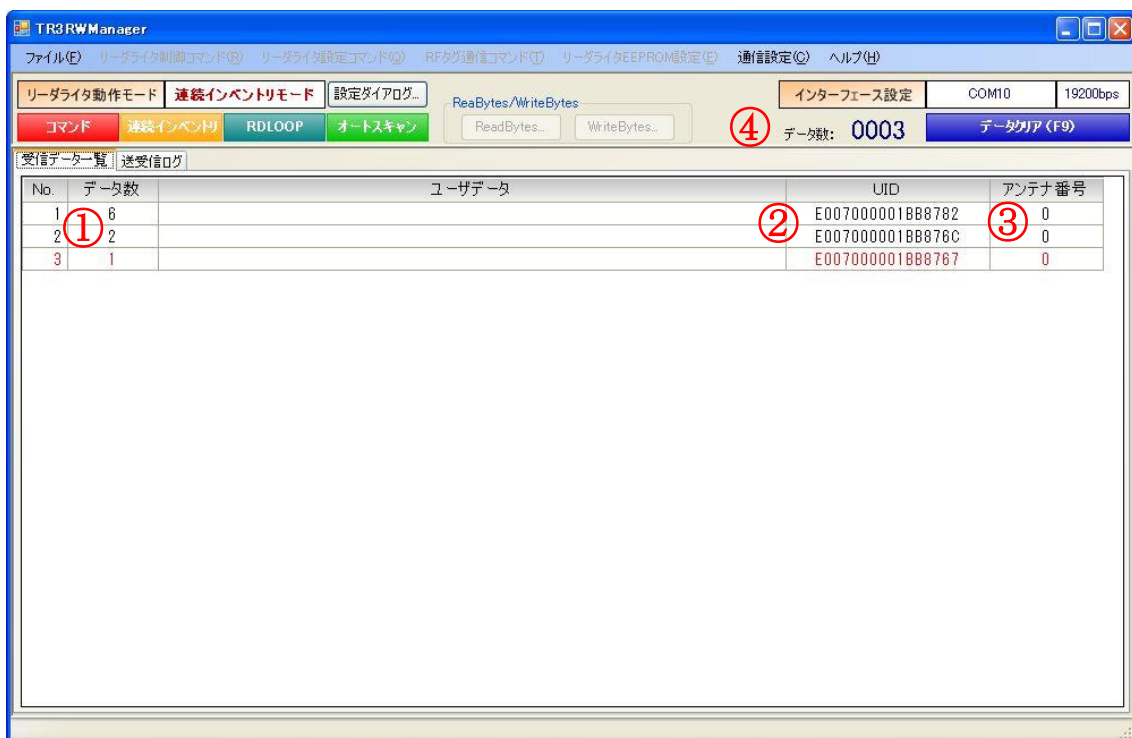 TR3RWManager
ファイル(F) リーダライタ制御コマンド(R) リーダライタ設定コマンド(Q) RFタグ通信コマンド(T) リーダライタEEPROM設定(E) 通信設定(C) ヘルプ(H)
リーダライタ動作モード 連続インベントリモード 設定ダイアログ... ReaBytes/WriteBytes インターフェース設定 COM10 19200bps
コマンド 連続インベントリ RDLOOP オートスキャン ReadBytes... WriteBytes... ④ データ数: 0003 データクリア(F9)
受信データ一覧 送受信ログ
No. データ数 ユーザデータ UID アンテナ番号
1 6 E007000001BB8782 0
① ② ③
2 2 E007000001BB876C 0
3 1 E007000001BB8767 0